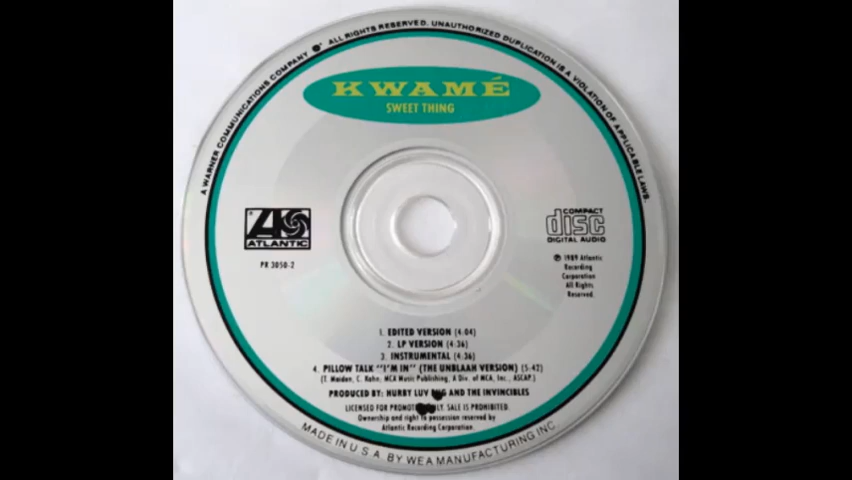 A WARNER COMMUNICATIONS COMPANY ℗ ALL RIGHTS RESERVED. UNAUTHORIZED DUPLICATION IS A VIOLATION OF APPLICABLE LAWS.
KWAMÉ
SWEET THING
ATLANTIC
PR 3050-2
COMPACT
disc
DIGITAL AUDIO
℗ 1989 Atlantic
Recording
Corporation
All Rights
Reserved.
1. EDITED VERSION (4:04)
2. LP VERSION (4:36)
3. INSTRUMENTAL (4:36)
4. PILLOW TALK "I'M IN" (THE UNBLAAH VERSION) (5:42)
(T. Maiden, C. Kahn, MCA Music Publishing, A Div. of MCA, Inc., ASCAP.)
PRODUCED BY: HURBY LUV AND THE INVINCIBLES
LICENSED FOR SALE IS PROHIBITED.
Ownership and right to possession reserved by
Atlantic Recording Corporation.
MADE IN U S A. BY WEA MANUFACTURING INC